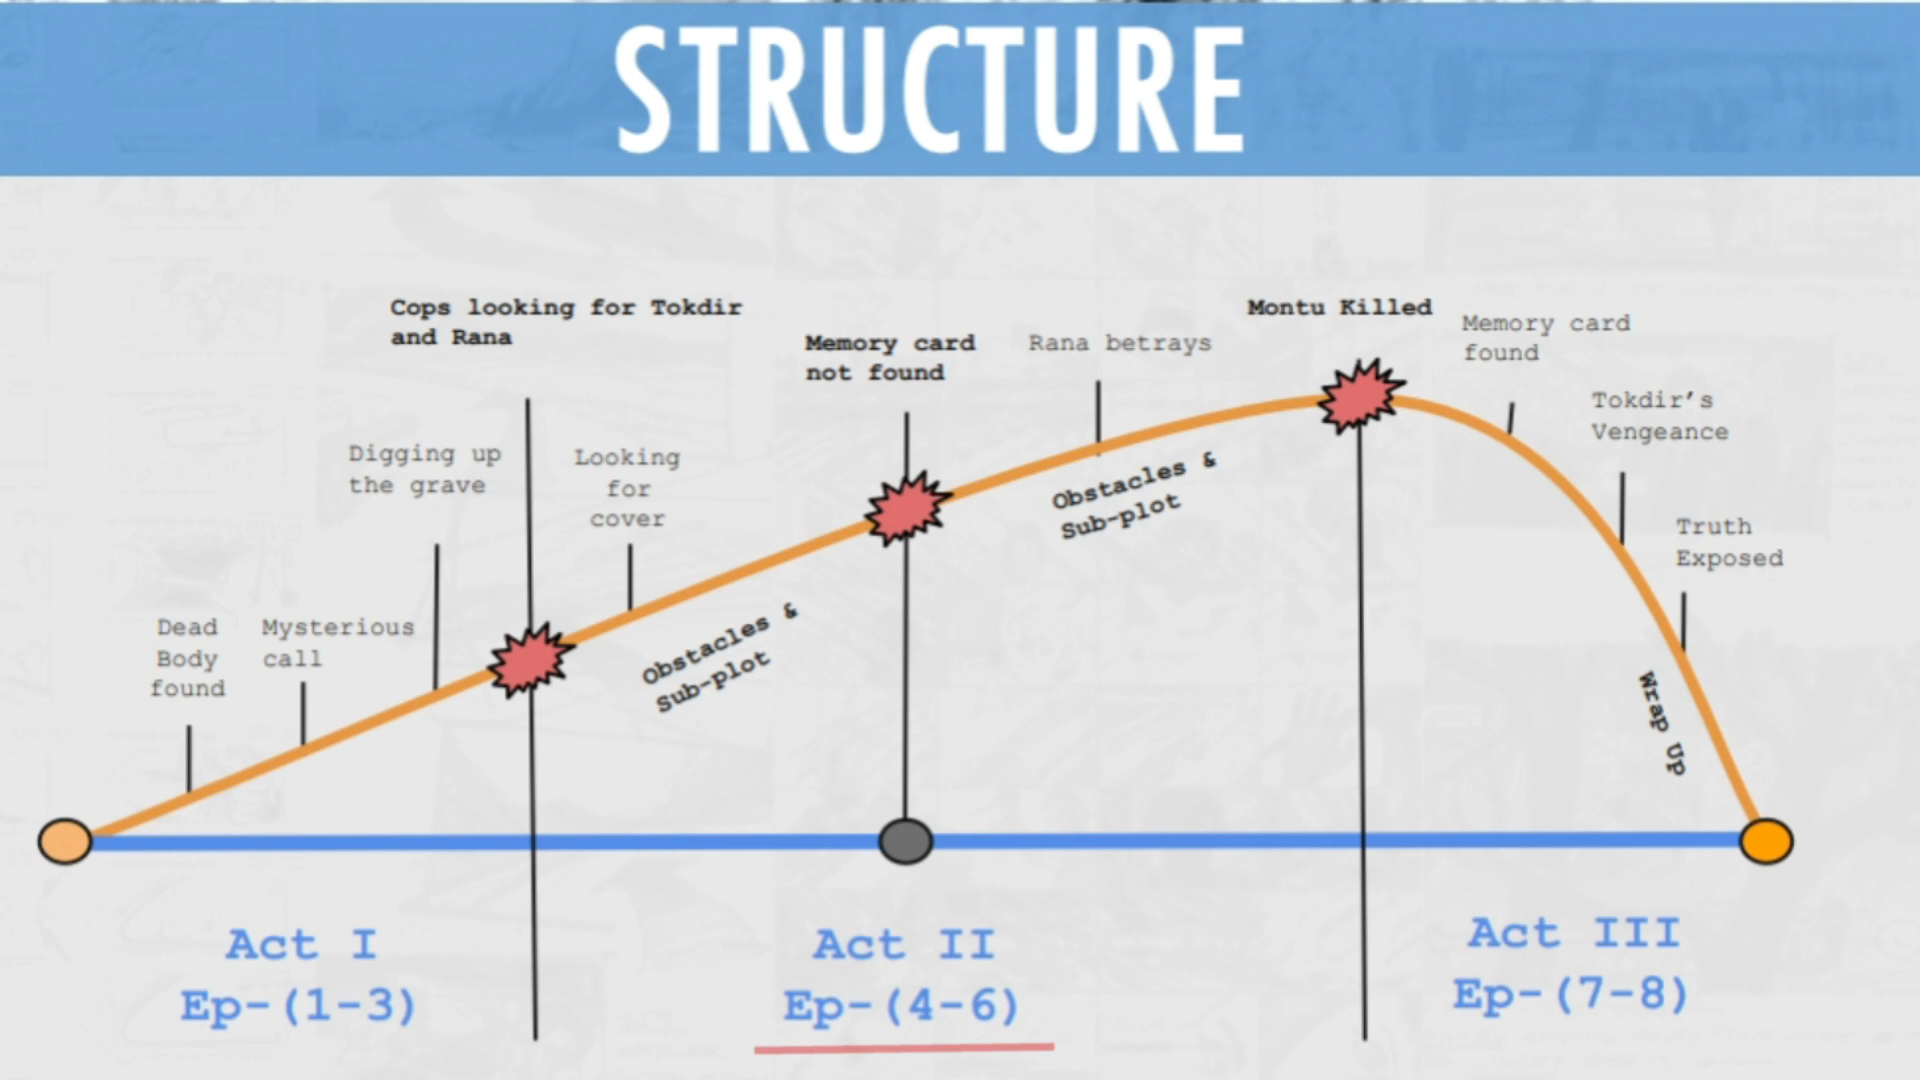 STRUCTURE
Cops looking for Tokdir
and Rana
Memory card
not found
Rana betrays
Montu Killed
Memory card
found
Tokdir's
Vengeance
Digging up
the grave
Looking
for
cover
Obstacles &
Sub-plot
Truth
Exposed
Dead
Body
found
Mysterious
call
Obstacles &
Sub-plot
Wrap Up
Act I
Ep-(1-3)
Act II
Ep-(4-6)
Act III
Ep-(7-8)